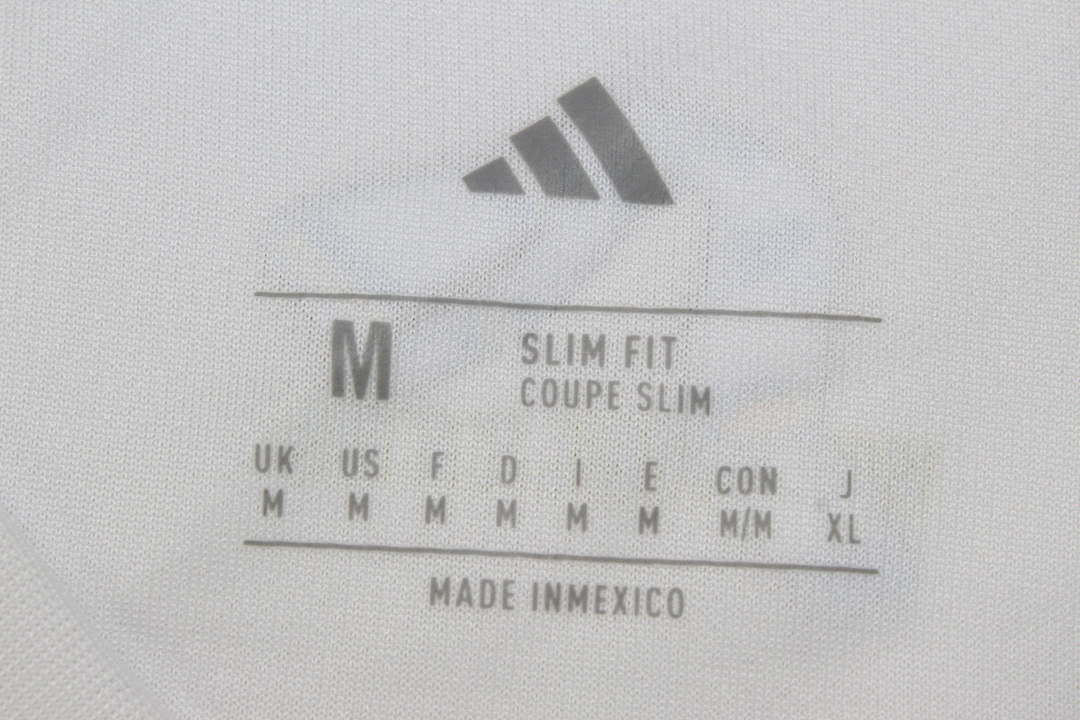 M
SLIM FIT
COUPE SLIM
UK US F D I E CON J
M M M M M M M/M XL
MADE INMEXICO